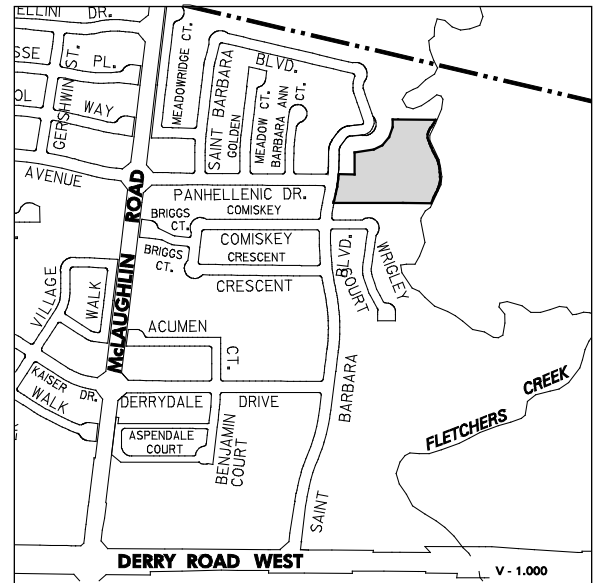 ELLINI DR.
SSE
ST.
PL.
OL
GERSHWIN
WAY
AVENUE
MEADOWRIDGE CT.
SAINT BARBARA
BLVD.
GOLDEN
MEADOW CT.
BARBARA ANN
CT.
McLAUGHLIN ROAD
PANHELLENIC DR.
COMISKEY
BRIGGS
CT.
COMISKEY
CRESCENT
BRIGGS
CT.
CRESCENT
BLVD.
COURT
WRIGLEY
VILLAGE
WALK
ACUMEN
CT.
KAISER DR.
WALK
DERRYDALE DRIVE
ASPENDALE
COURT
BENJAMIN
COURT
BARBARA
SAINT
FLETCHERS CREEK
DERRY ROAD WEST
V - 1.000